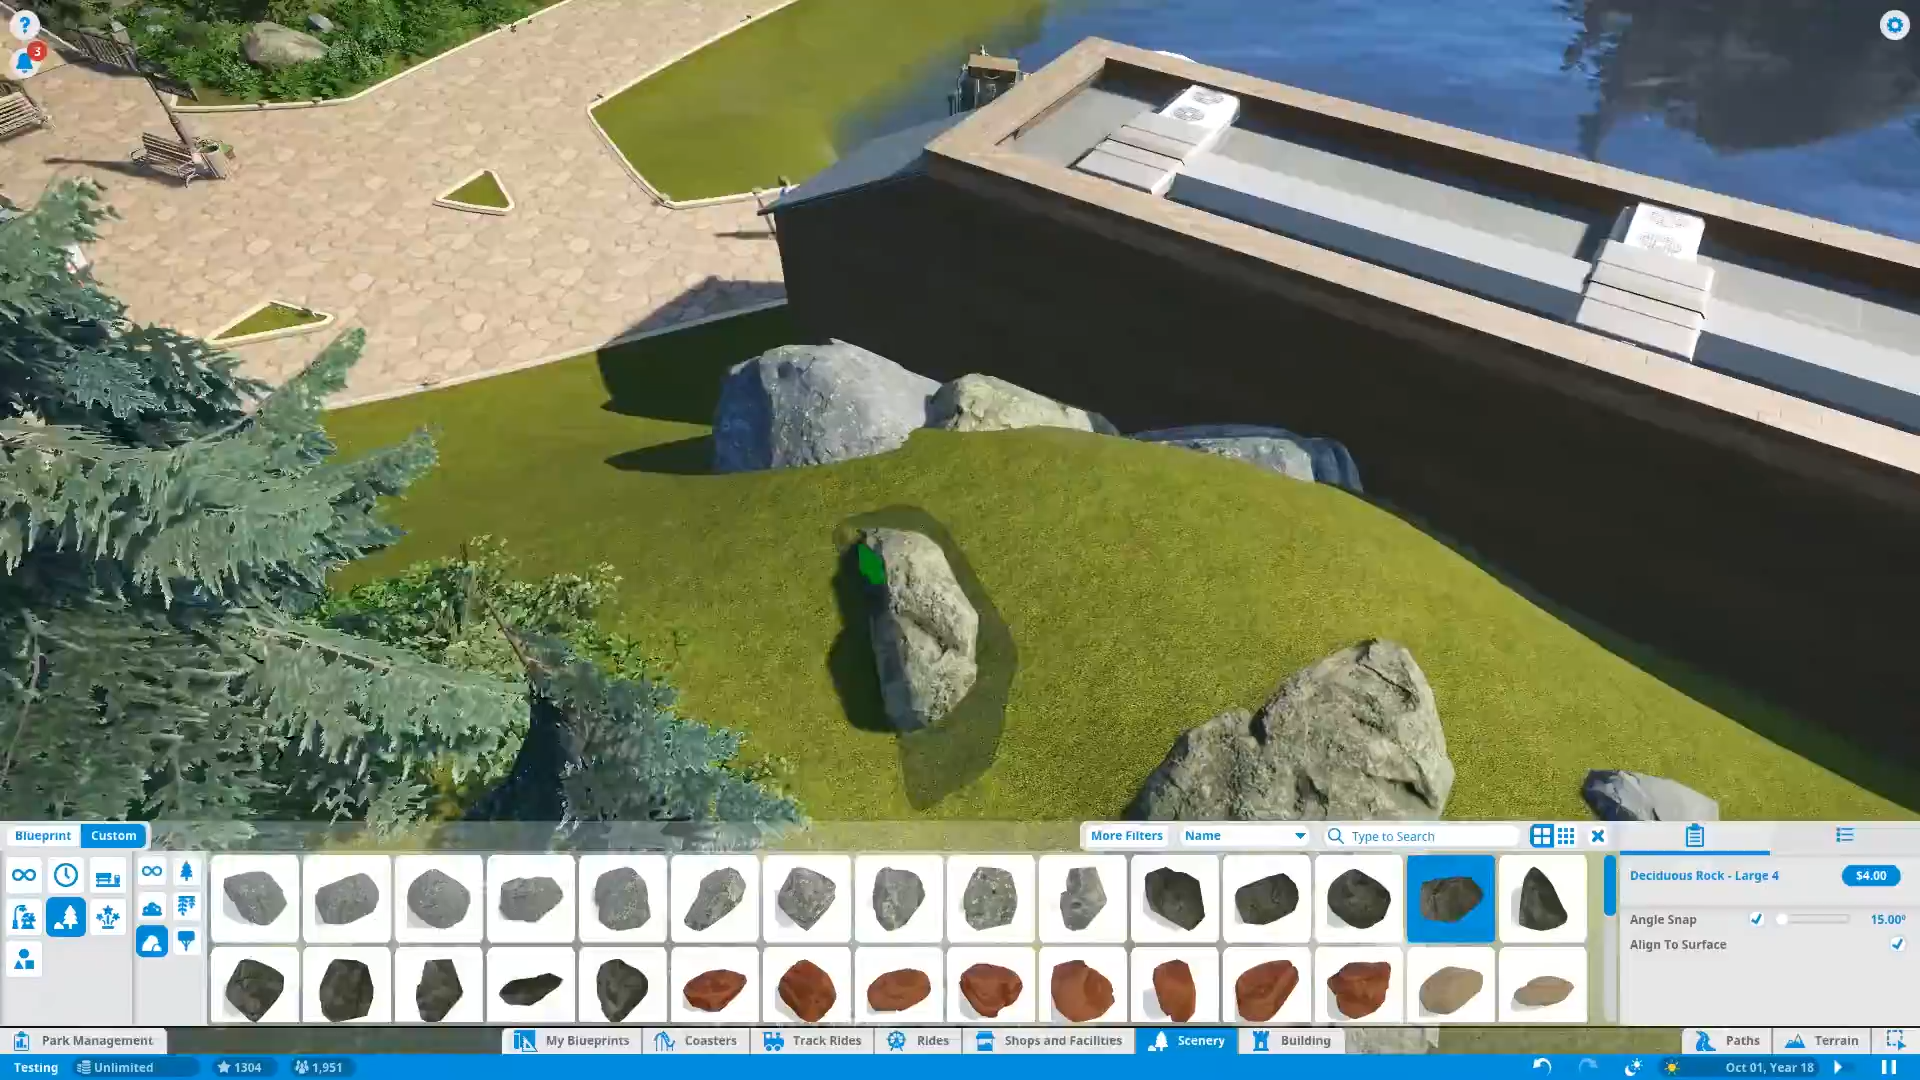 ?
3
Blueprint
Custom
More Filters
Name
Type to Search
Deciduous Rock - Large 4
$4.00
Angle Snap
15.00°
Align To Surface
Park Management
My Blueprints
Coasters
Track Rides
Rides
Shops and Facilities
Scenery
Building
Paths
Terrain
Testing
Unlimited
1304
1,951
Oct 01, Year 18